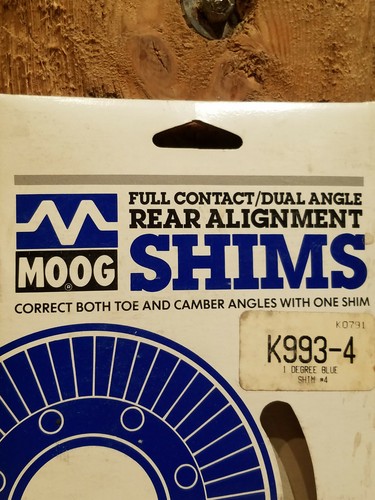 FULL CONTACT/DUAL ANGLE
REAR ALIGNMENT
MOOG®
SHIMS
CORRECT BOTH TOE AND CAMBER ANGLES WITH ONE SHIM
K0791
K993-4
1 DEGREE BLUE
SHIM #4